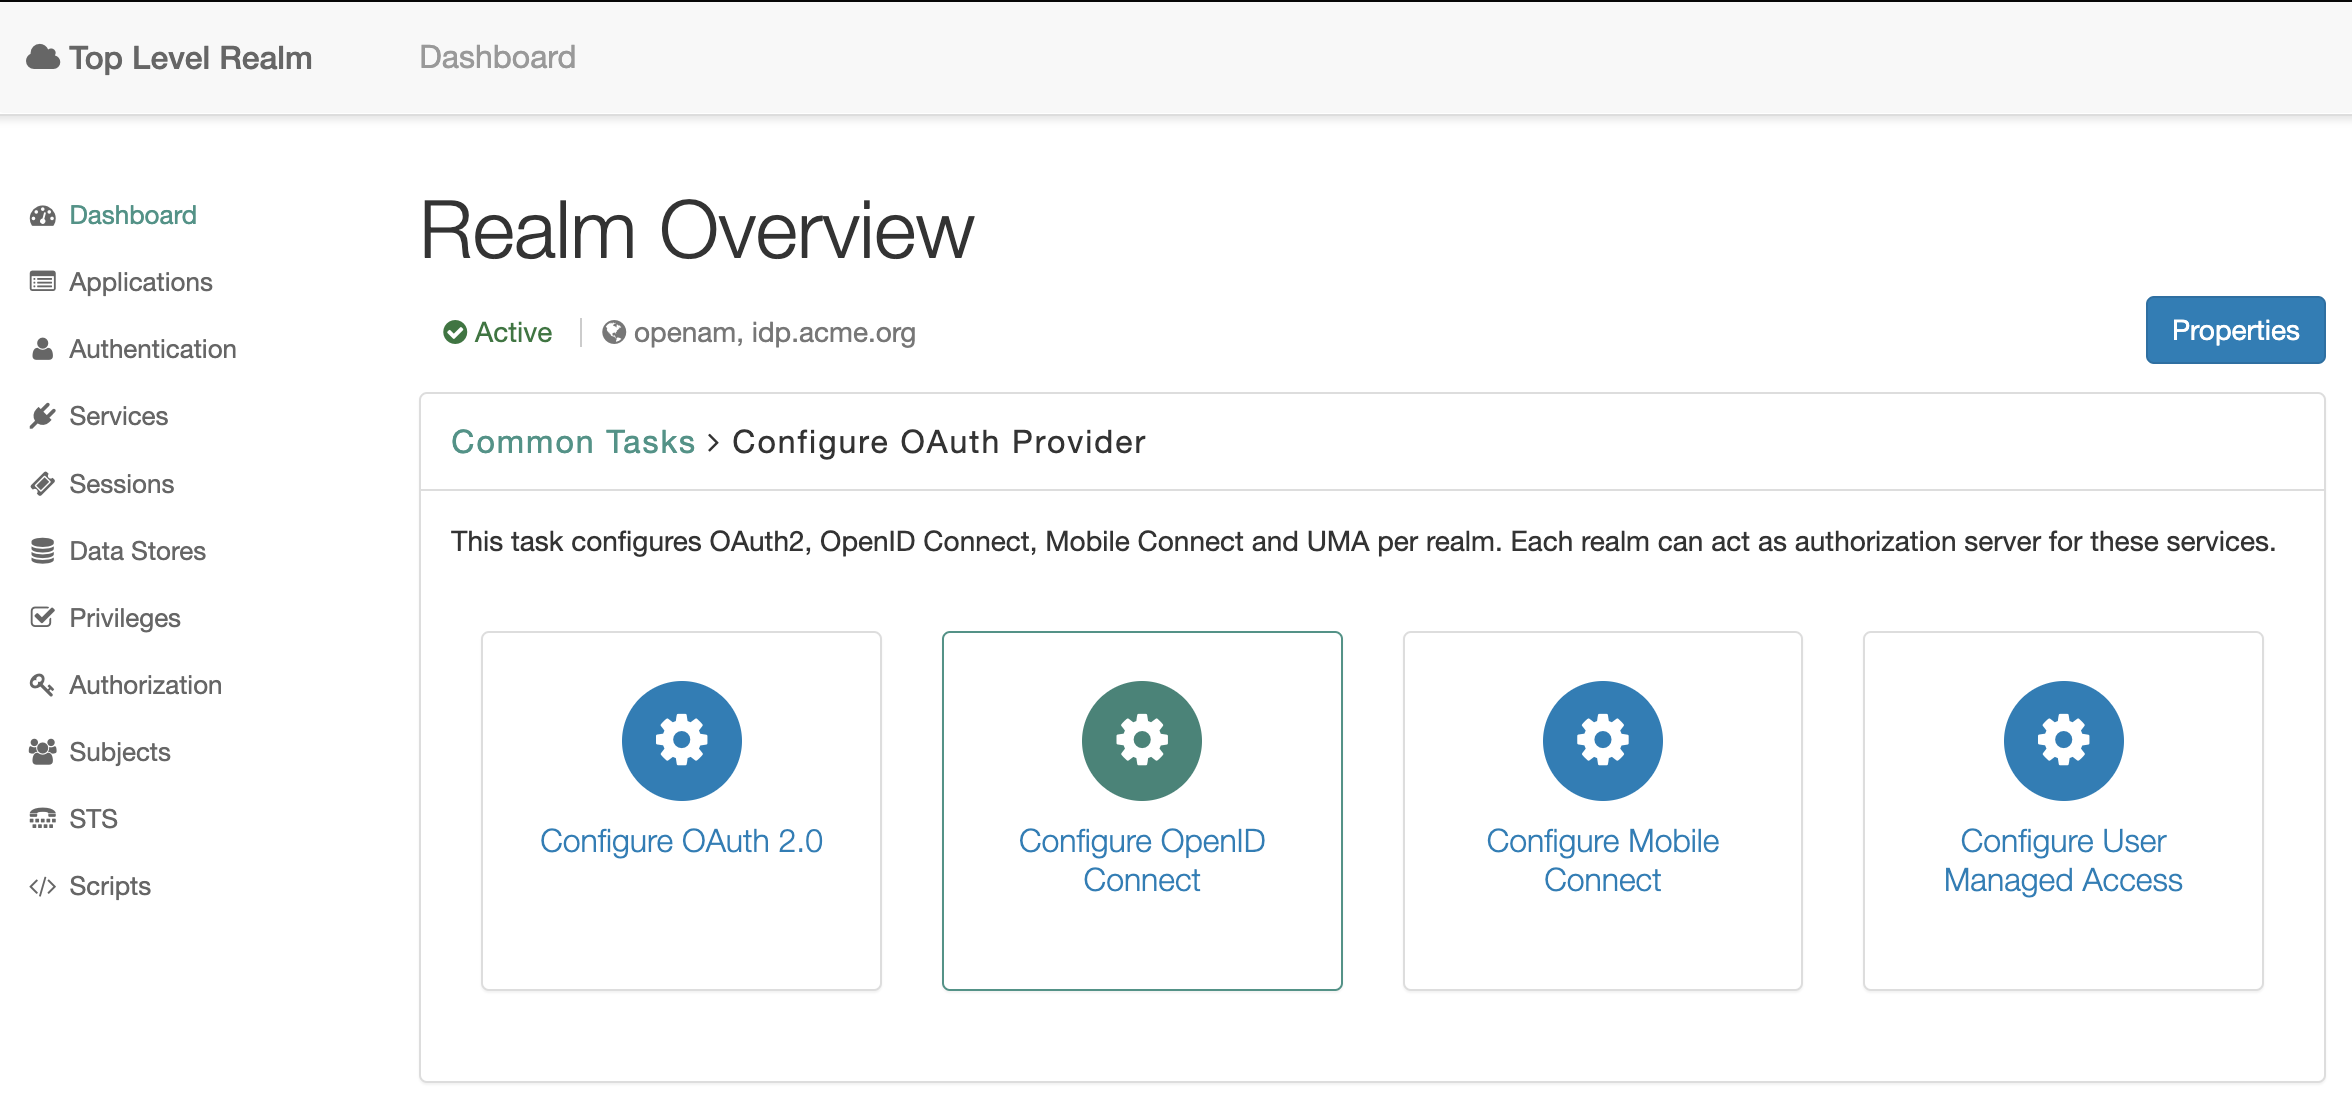 Top Level Realm
Dashboard
Dashboard
Applications
Authentication
Services
Sessions
Data Stores
Privileges
Authorization
Subjects
STS
Scripts
Realm Overview
Active
openam, idp.acme.org
Properties
Common Tasks > Configure OAuth Provider
This task configures OAuth2, OpenID Connect, Mobile Connect and UMA per realm. Each realm can act as authorization server for these services.
Configure OAuth 2.0
Configure OpenID
Connect
Configure Mobile
Connect
Configure User
Managed Access